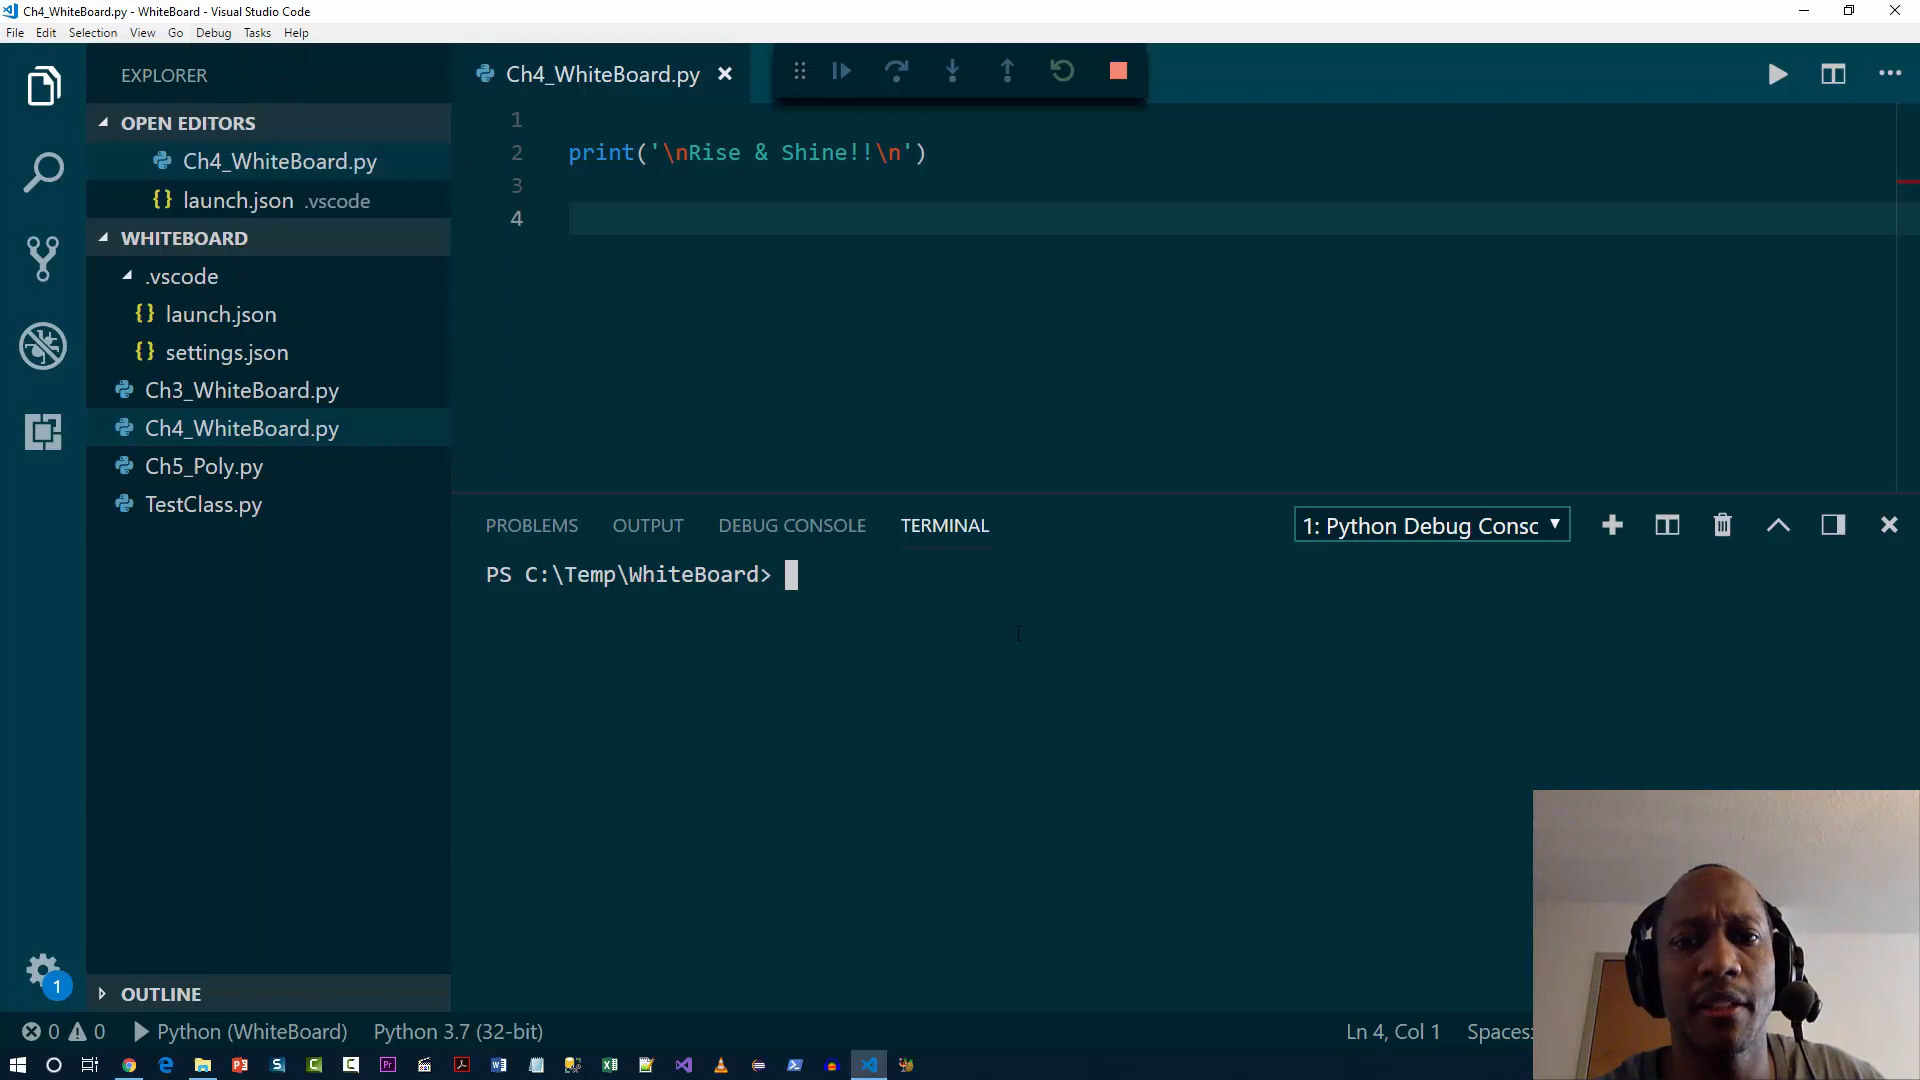 Ch4_WhiteBoard.py - WhiteBoard - Visual Studio Code
File Edit Selection View Go Debug Tasks Help
EXPLORER
OPEN EDITORS
Ch4_WhiteBoard.py
launch.json .vscode
WHITEBOARD
.vscode
launch.json
settings.json
Ch3_WhiteBoard.py
Ch4_WhiteBoard.py
Ch5_Poly.py
TestClass.py
OUTLINE
Ch4_WhiteBoard.py
1
2 print('\nRise & Shine!!\n')
3
4
PROBLEMS OUTPUT DEBUG CONSOLE TERMINAL 1: Python Debug Consc
PS C:\Temp\WhiteBoard>
1
0 0 Python (WhiteBoard) Python 3.7 (32-bit) Ln 4, Col 1 Spaces: